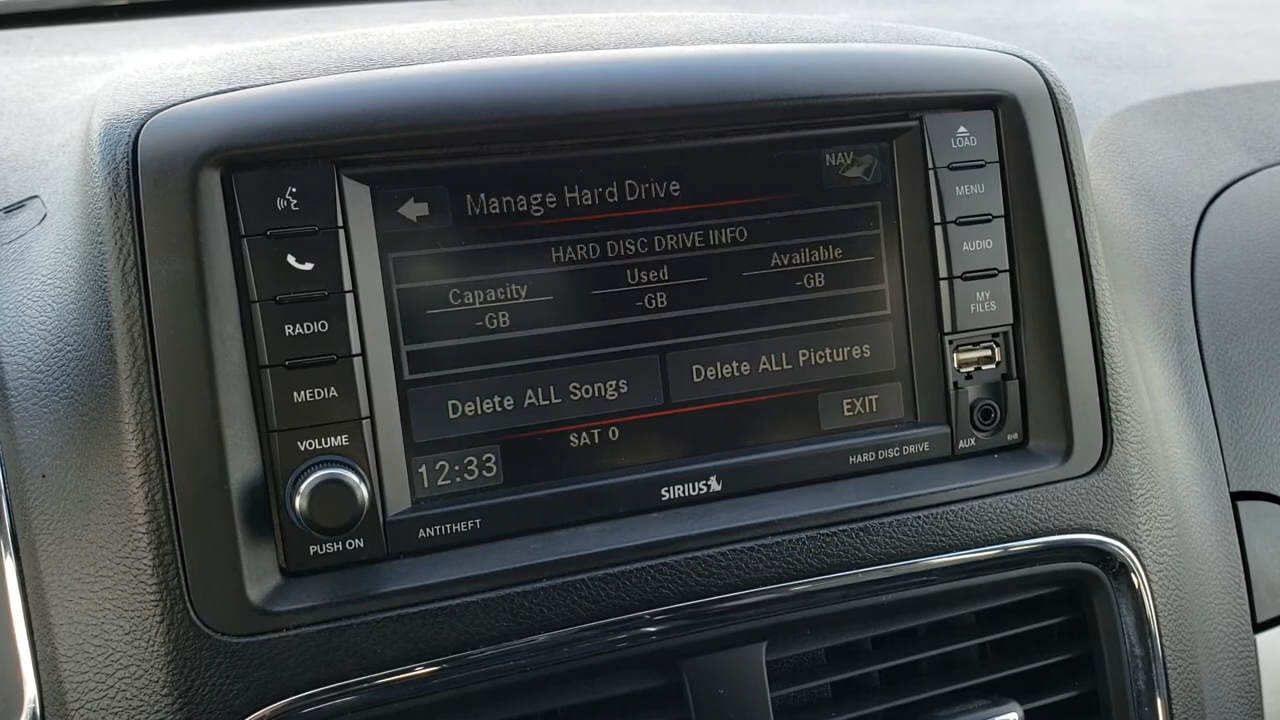 NAV
Manage Hard Drive
HARD DISC DRIVE INFO
Capacity Used Available
-GB -GB -GB
Delete ALL Songs Delete ALL Pictures
EXIT
SAT 0
12:33
RADIO
MEDIA
VOLUME
PUSH ON
ANTITHEFT
SIRIUS
HARD DISC DRIVE
LOAD
MENU
AUDIO
MY
FILES
AUX RHB